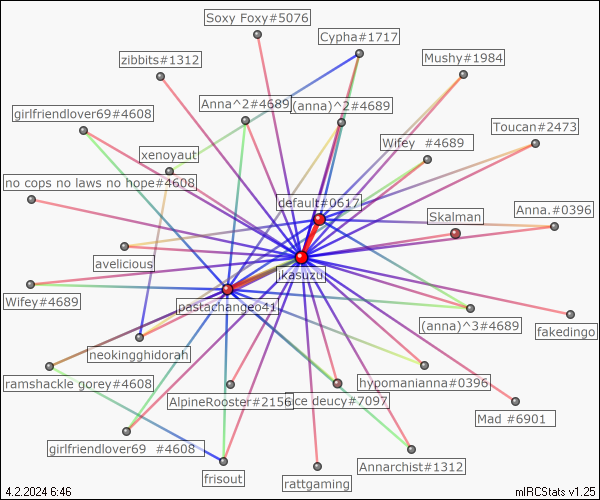 Soxy Foxy#5076
Cypha#1717
zibbits#1312
Mushy#1984
Anna^2#4689
(anna)^2#4689
girlfriendlover69#4608
Toucan#2473
Wifey  #4689
xenoyaut
no cops no laws no hope#4608
default#0617
Skalman
Anna.#0396
avelicious
jkasuzu
Wifey#4689
pastachangeo41
(anna)^3#4689
fakedingo
neokingghidorah
ramshackle gorey#4608
hypomanianna#0396
AlpineRooster#2156
ice deucy#7097
Mad #6901
girlfriendlover69  #4608
Annarchist#1312
frisout
rattgaming
4.2.2024 6:46
mIRCStats v1.25